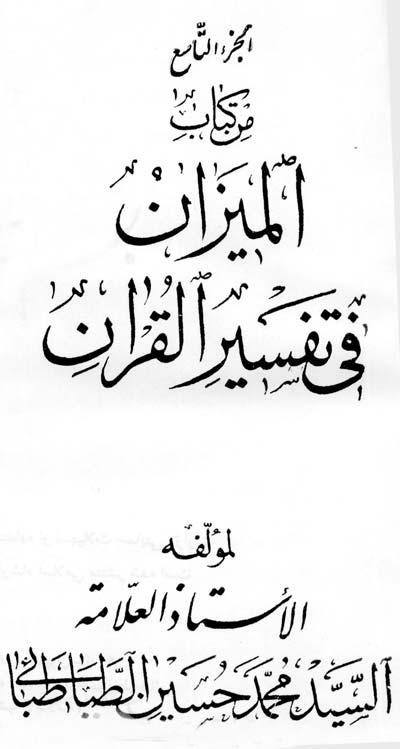 الجزء التاسع
من كتاب
الميزان
في تفسير القرآن
لمؤلفه
الأستاذ العلامة
السيد محمد حسين الطباطبائي